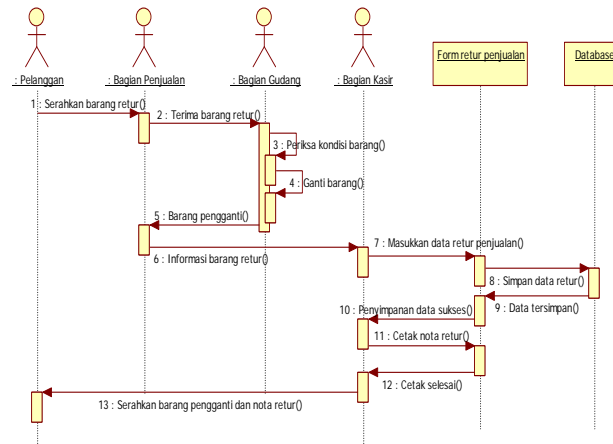 : Pelanggan
: Bagian Penjualan
: Bagian Gudang
: Bagian Kasir
Form retur penjualan
Database
1 : Serahkan barang retur()
2 : Terima barang retur()
3 : Periksa kondisi barang()
4 : Ganti barang()
5 : Barang pengganti()
6 : Informasi barang retur()
7 : Masukkan data retur penjualan()
8 : Simpan data retur()
9 : Data tersimpan()
10 : Penyimpanan data sukses()
11 : Cetak nota retur()
12 : Cetak selesai()
13 : Serahkan barang pengganti dan nota retur()